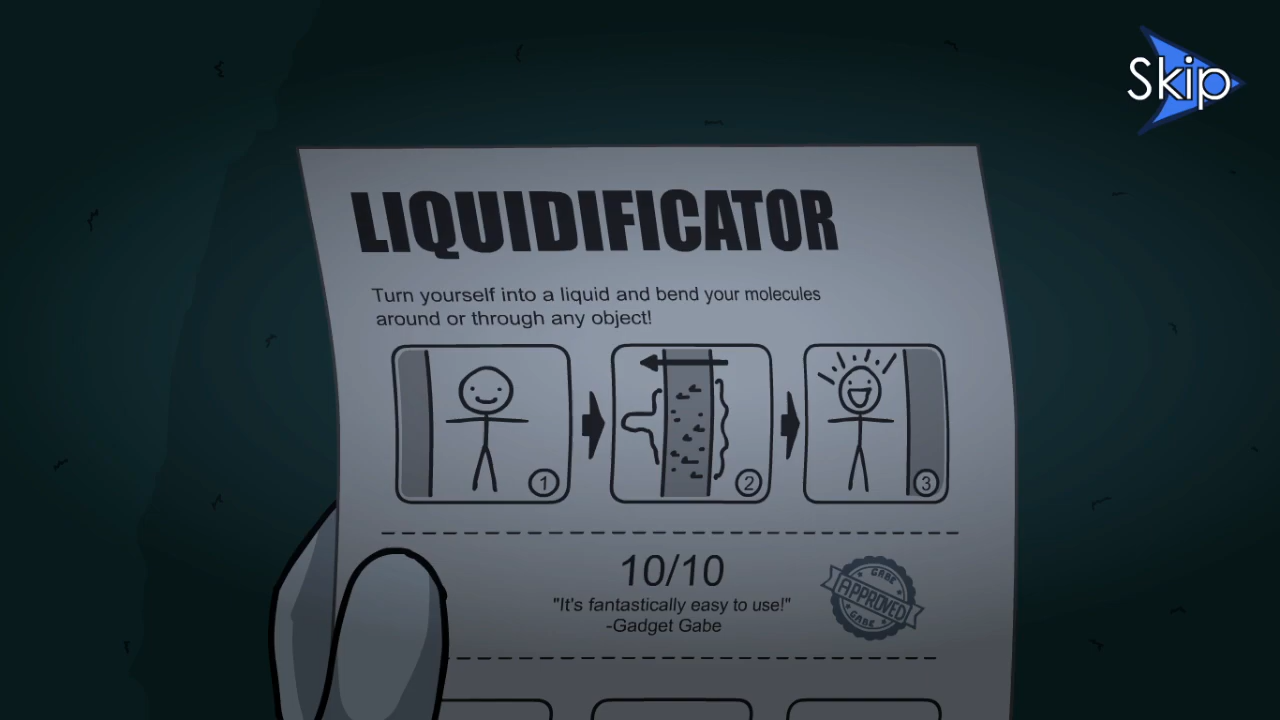 Skip
LIQUIDIFICATOR
Turn yourself into a liquid and bend your molecules
around or through any object!
1
2
3
10/10
"It's fantastically easy to use!"
-Gadget Gabe
GABE
APPROVED
GABE